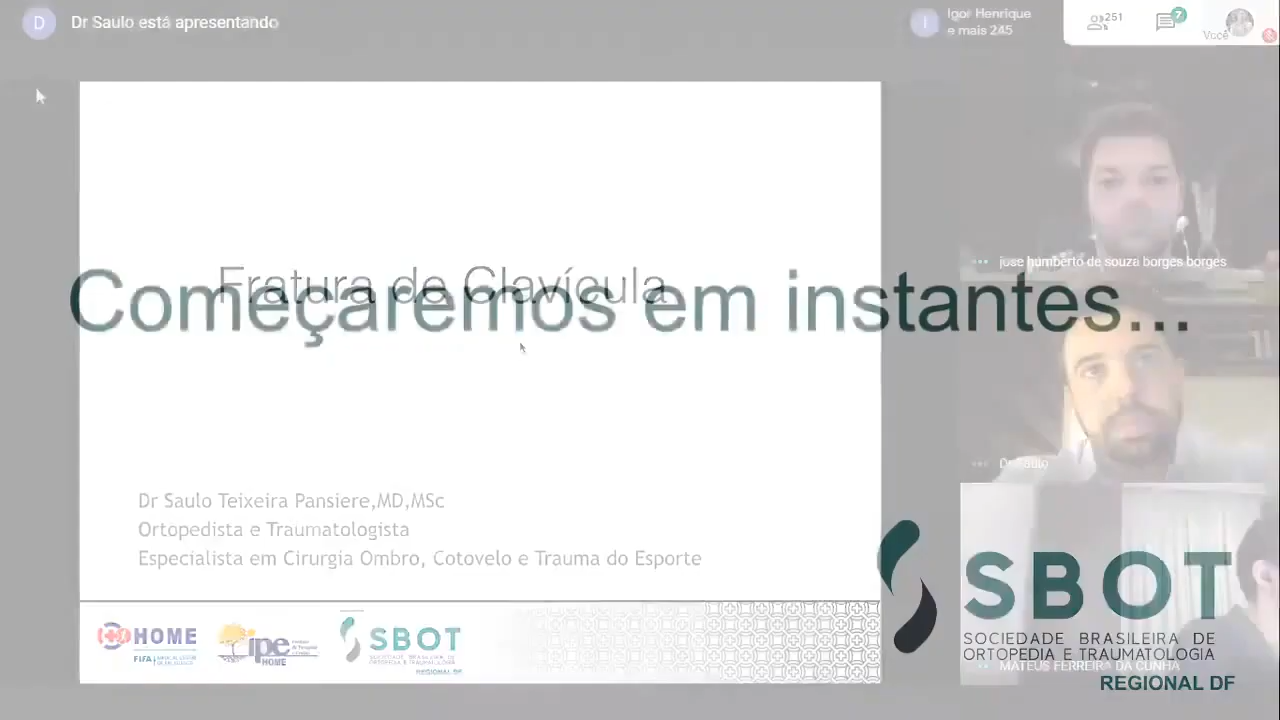 D
Dr Saulo está apresentando
I
Igor Henrique
e mais 245
251
7
Você
jose humberto de souza borges borges
Fratura de Clavícula
Começaremos em instantes...
Dr Saulo
Dr Saulo Teixeira Pansiere,MD,MSc
Ortopedista e Traumatologista
Especialista em Cirurgia Ombro, Cotovelo e Trauma do Esporte
HOME
FIFA
ipe
HOME
SBOT
REGIONAL DF
SBOT
SOCIEDADE BRASILEIRA DE
ORTOPEDIA E TRAUMATOLOGIA
MATEUS FERREIRA DA CUNHA
REGIONAL DF